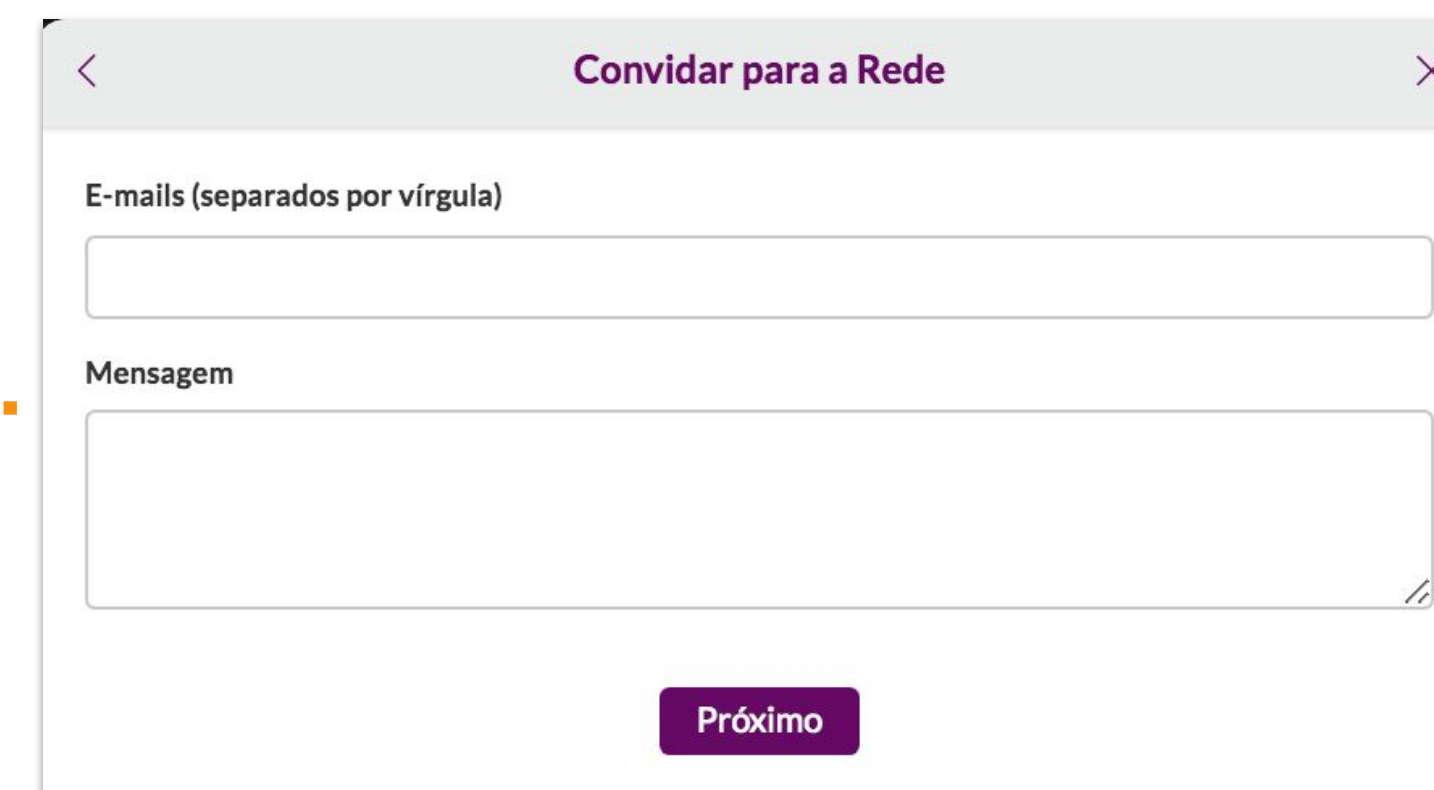 Convidar para a Rede
E-mails (separados por vírgula)
Mensagem
Próximo